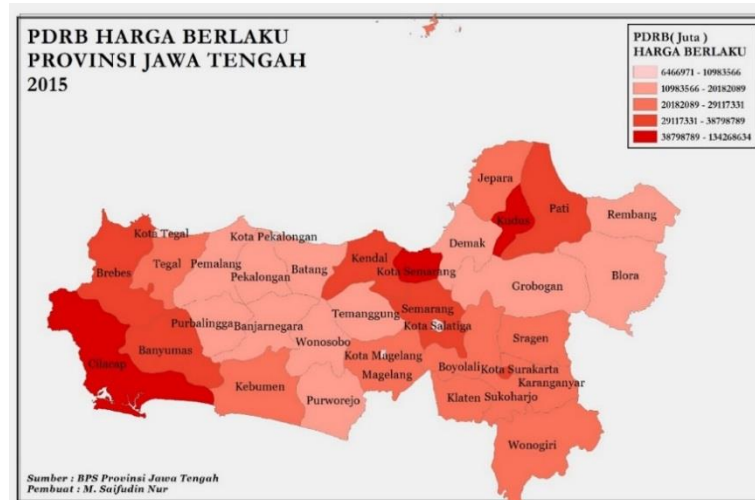 PDRB HARGA BERLAKU
PROVINSI JAWA TENGAH
2015
PDRB( Juta )
HARGA BERLAKU
6466971 - 10983566
10983566 - 20182089
20182089 - 29117331
29117331 - 38798789
38798789 - 134268634
Jepara
Kudus
Pati
Rembang
Kota Tegal
Kota Pekalongan
Demak
Brebes
Tegal
Pemalang
Pekalongan
Batang
Kendal
Kota Semarang
Grobogan
Blora
Purbalingga
Banjarnegara
Temanggung
Semarang
Kota Salatiga
Cilacap
Banyumas
Wonosobo
Sragen
Kebumen
Purworejo
Kota Magelang
Magelang
Boyolali
Kota Surakarta
Karanganyar
Klaten
Sukoharjo
Wonogiri
Sumber : BPS Provinsi Jawa Tengah
Pembuat : M. Saifudin Nur